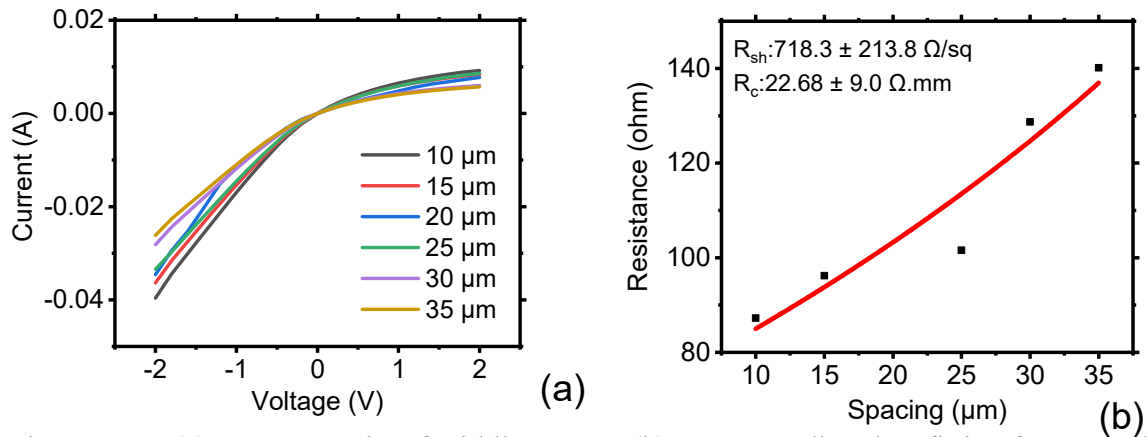 0.02
0.00
-0.02
-0.04
Current (A)
10 µm
15 µm
20 µm
25 µm
30 µm
35 µm
-2 -1 0 1 2
Voltage (V)
(a)
R_sh:718.3 ± 213.8 Ω/sq
R_c:22.68 ± 9.0 Ω.mm
140
120
100
80
Resistance (ohm)
10 15 20 25 30 35
Spacing (µm)
(b)